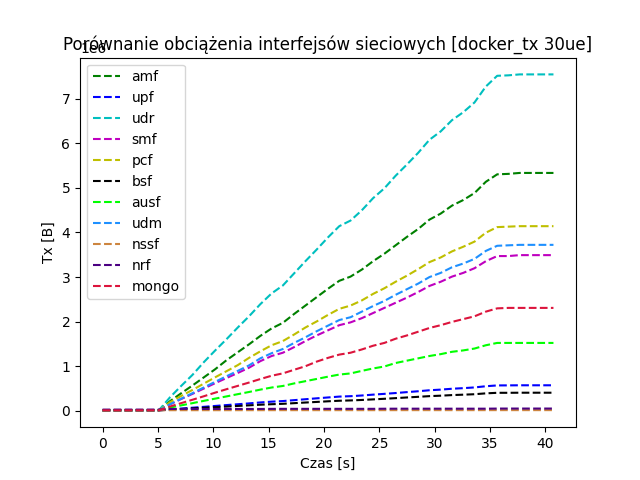 Porównanie obciążenia interfejsów sieciowych [docker_tx 30ue]
1e6
amf
upf
udr
smf
pcf
bsf
ausf
udm
nssf
nrf
mongo
7
6
5
4
3
2
1
0
Tx [B]
0 5 10 15 20 25 30 35 40
Czas [s]